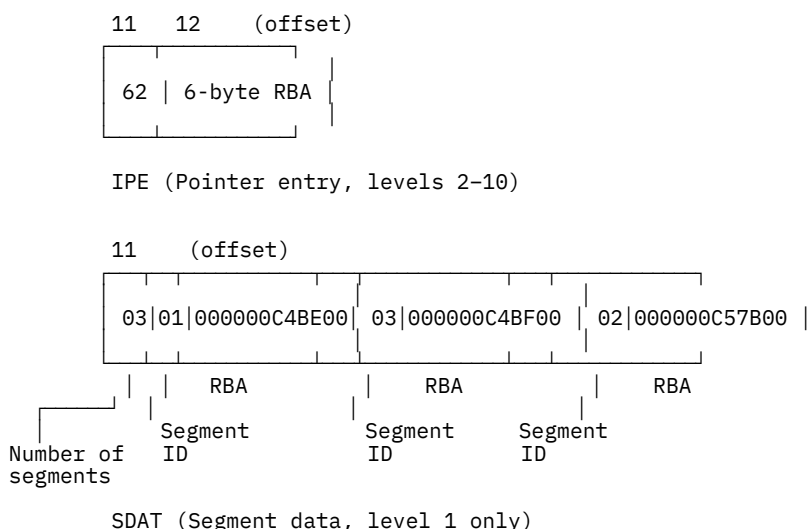 11 12 (offset)
62 | 6-byte RBA
IPE (Pointer entry, levels 2–10)
11 (offset)
03|01|000000C4BE00| 03|000000C4BF00 | 02|000000C57B00 |
RBA RBA RBA
Segment Segment Segment
Number of ID ID ID
segments
SDAT (Segment data, level 1 only)